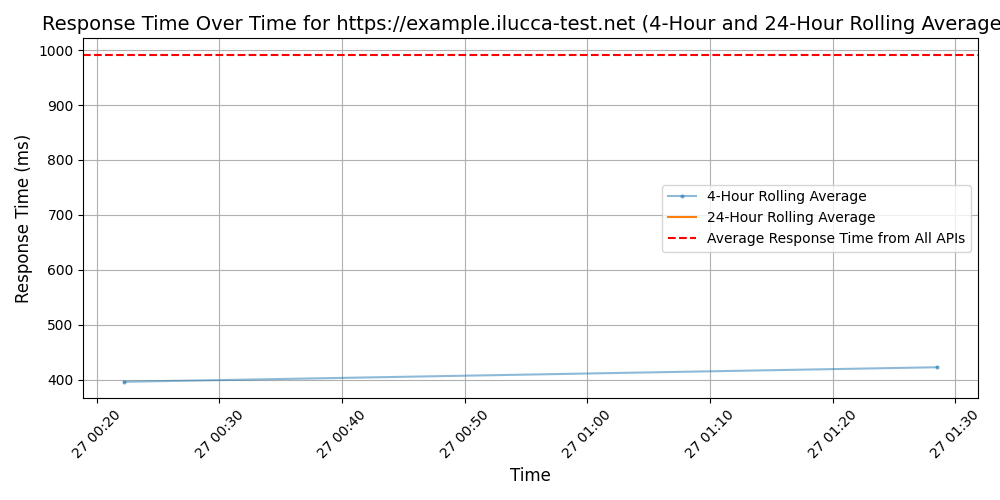 Response Time Over Time for https://example.ilucca-test.net (4-Hour and 24-Hour Rolling Average
1000
900
800
700
600
500
400
Response Time (ms)
4-Hour Rolling Average
24-Hour Rolling Average
Average Response Time from All APIs
27 00:20
27 00:30
27 00:40
27 00:50
27 01:00
27 01:10
27 01:20
27 01:30
Time